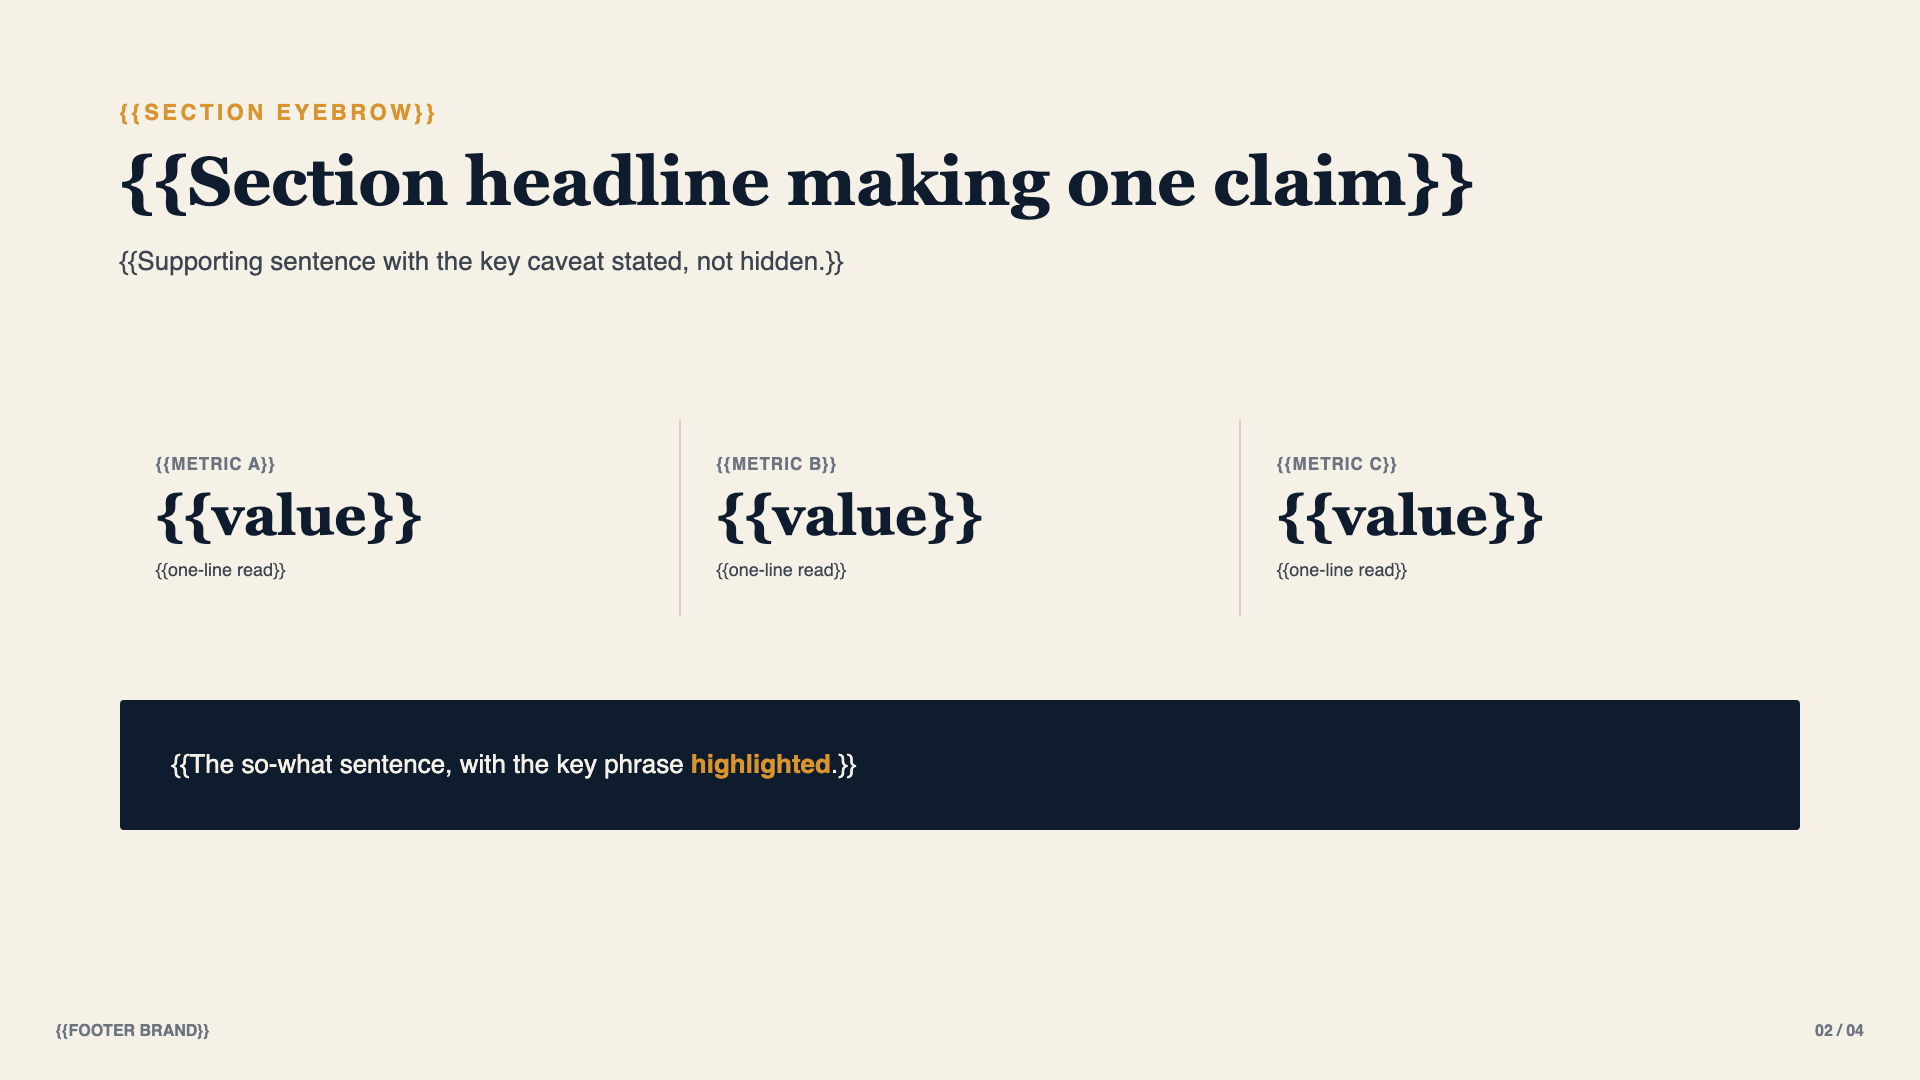 {{SECTION EYEBROW}}
{{Section headline making one claim}}
{{Supporting sentence with the key caveat stated, not hidden.}}
{{METRIC A}}
{{value}}
{{one-line read}}
{{METRIC B}}
{{value}}
{{one-line read}}
{{METRIC C}}
{{value}}
{{one-line read}}
{{The so-what sentence, with the key phrase highlighted.}}
{{FOOTER BRAND}}
02 / 04